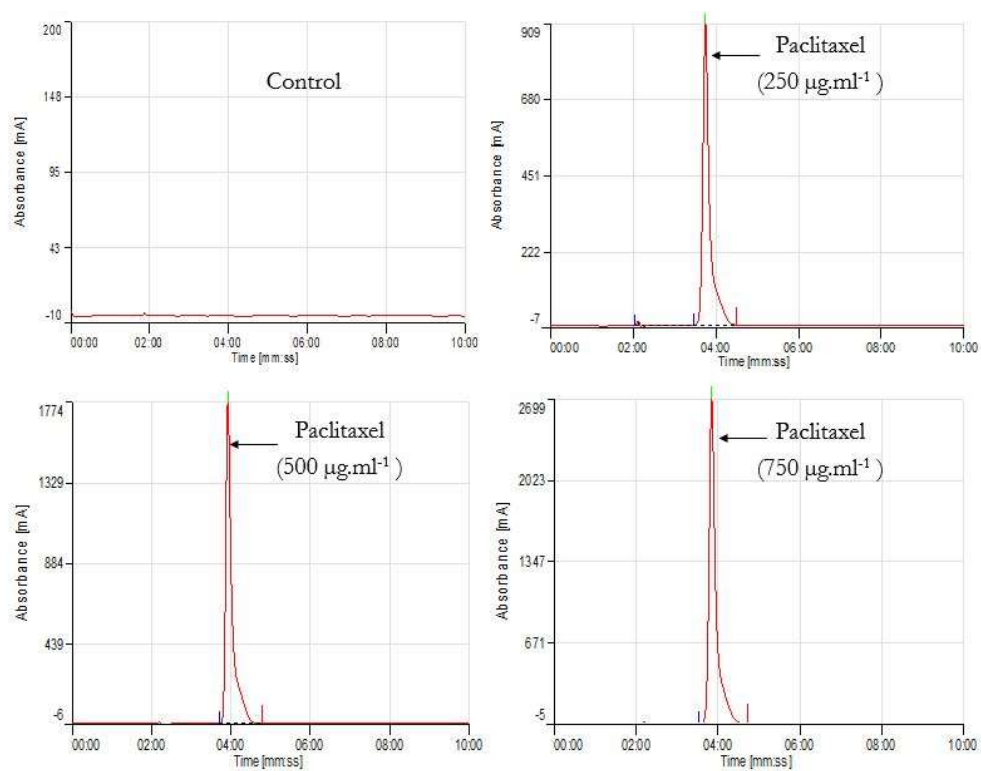 200
148
95
43
-10
Absorbance [mA]
Control
00:00 02:00 04:00 06:00 08:00 10:00
Time [mm:ss]
909
680
451
222
-7
Absorbance [mA]
Paclitaxel
(250 µg.ml⁻¹ )
00:00 02:00 04:00 06:00 08:00 10:00
Time [mm:ss]
1774
1329
884
439
-6
Absorbance [mA]
Paclitaxel
(500 µg.ml⁻¹ )
00:00 02:00 04:00 06:00 08:00 10:00
Time [mm:ss]
2699
2023
1347
671
-5
Absorbance [mA]
Paclitaxel
(750 µg.ml⁻¹ )
00:00 02:00 04:00 06:00 08:00 10:00
Time [mm:ss]